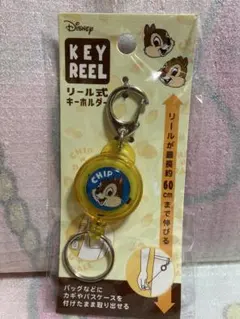 Disney
KEY
REEL
リール式
キーホルダー
CHIP
リールが最長約60cmまで伸びる
バッグなどに
カギやパスケースを
付けたまま取り出せる